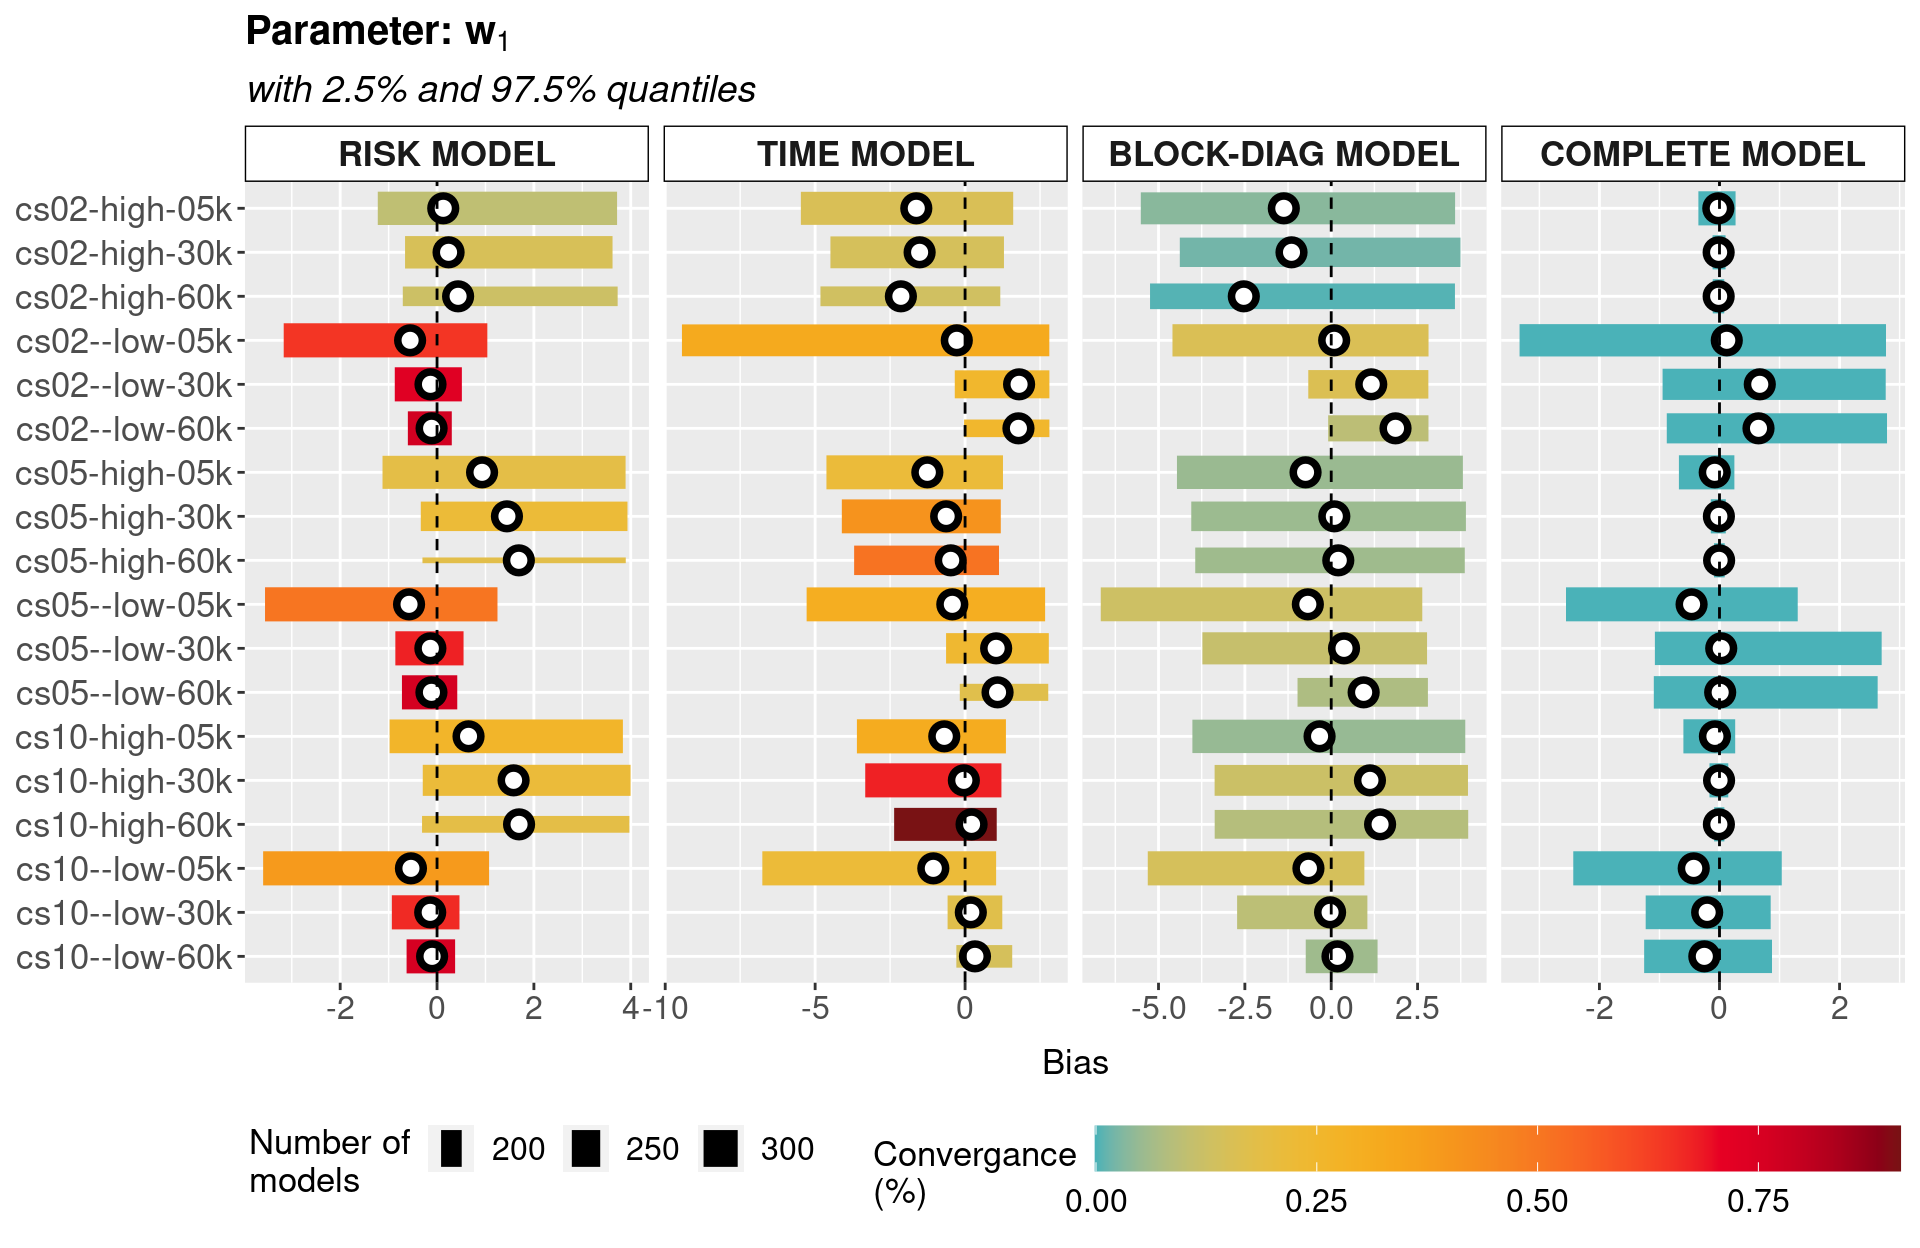 Parameter: w₁
with 2.5% and 97.5% quantiles
RISK MODEL TIME MODEL BLOCK-DIAG MODEL COMPLETE MODEL
cs02-high-05k
cs02-high-30k
cs02-high-60k
cs02--low-05k
cs02--low-30k
cs02--low-60k
cs05-high-05k
cs05-high-30k
cs05-high-60k
cs05--low-05k
cs05--low-30k
cs05--low-60k
cs10-high-05k
cs10-high-30k
cs10-high-60k
cs10--low-05k
cs10--low-30k
cs10--low-60k
-2 0 2 4 -10 -5 0 -5.0 -2.5 0.0 2.5 -2 0 2
Bias
Number of
models
200 250 300
Convergance
(%)
0.00 0.25 0.50 0.75